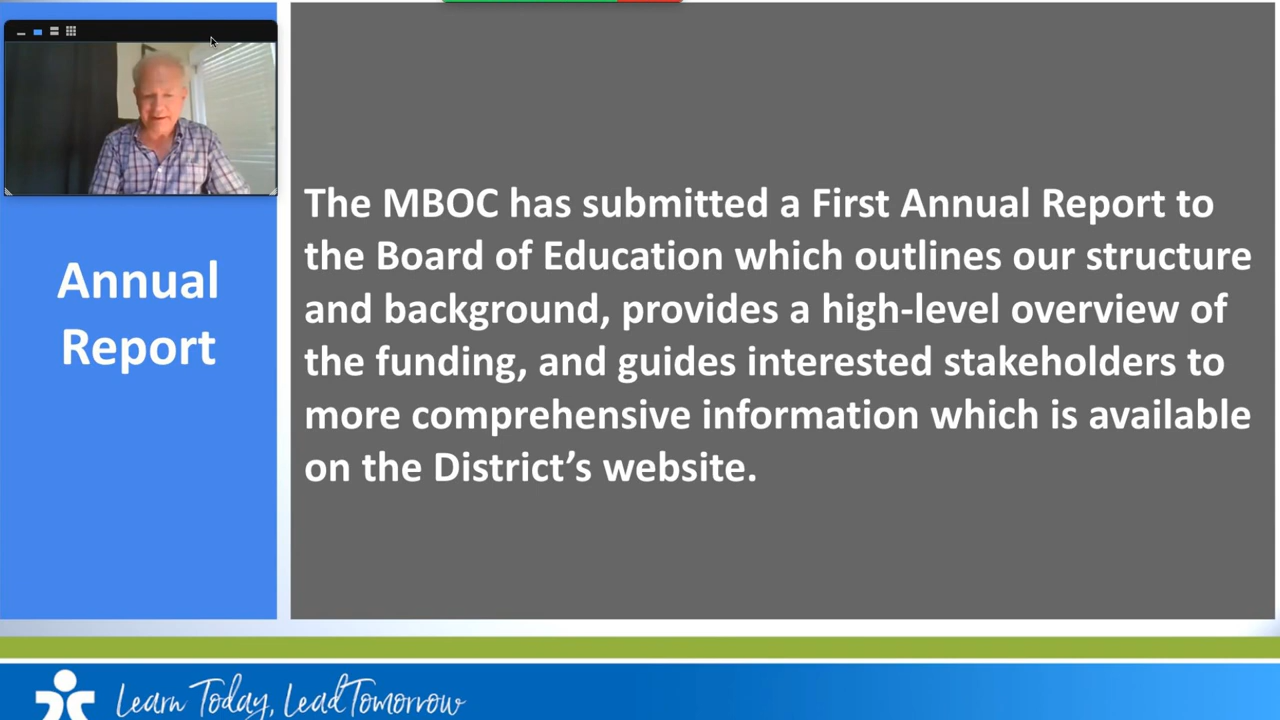 Annual
Report
The MBOC has submitted a First Annual Report to
the Board of Education which outlines our structure
and background, provides a high-level overview of
the funding, and guides interested stakeholders to
more comprehensive information which is available
on the District’s website.
Learn Today, Lead Tomorrow